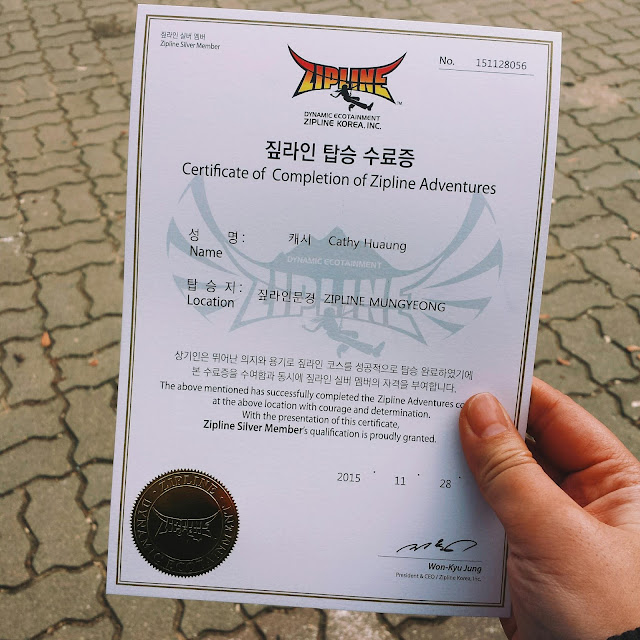 짚라인 실버 멤버
Zipline Silver Member
No. 151128056
ZIPLINE
DYNAMIC ECOTAINMENT
ZIPLINE KOREA, INC.
짚라인 탑승 수료증
Certificate of Completion of Zipline Adventures
성 명 : 캐시 Cathy Huaung
Name
DYNAMIC ECOTAINMENT
ZIPLINE
탑 승 지 : 짚라인문경 ZIPLINE MUNGYEONG
Location
상기인은 뛰어난 의지와 용기로 짚라인 코스를 성공적으로 탑승 완료하였기에
본 수료증을 수여함과 동시에 짚라인 실버 멤버의 자격을 부여합니다.
The above mentioned has successfully completed the Zipline Adventures
at the above location with courage and determination.
With the presentation of this certificate,
Zipline Silver Member's qualification is proudly granted.
2015 . 11 . 28 .
ZIPLINE
Won-Kyu Jung
President & CEO / Zipline Korea, Inc.